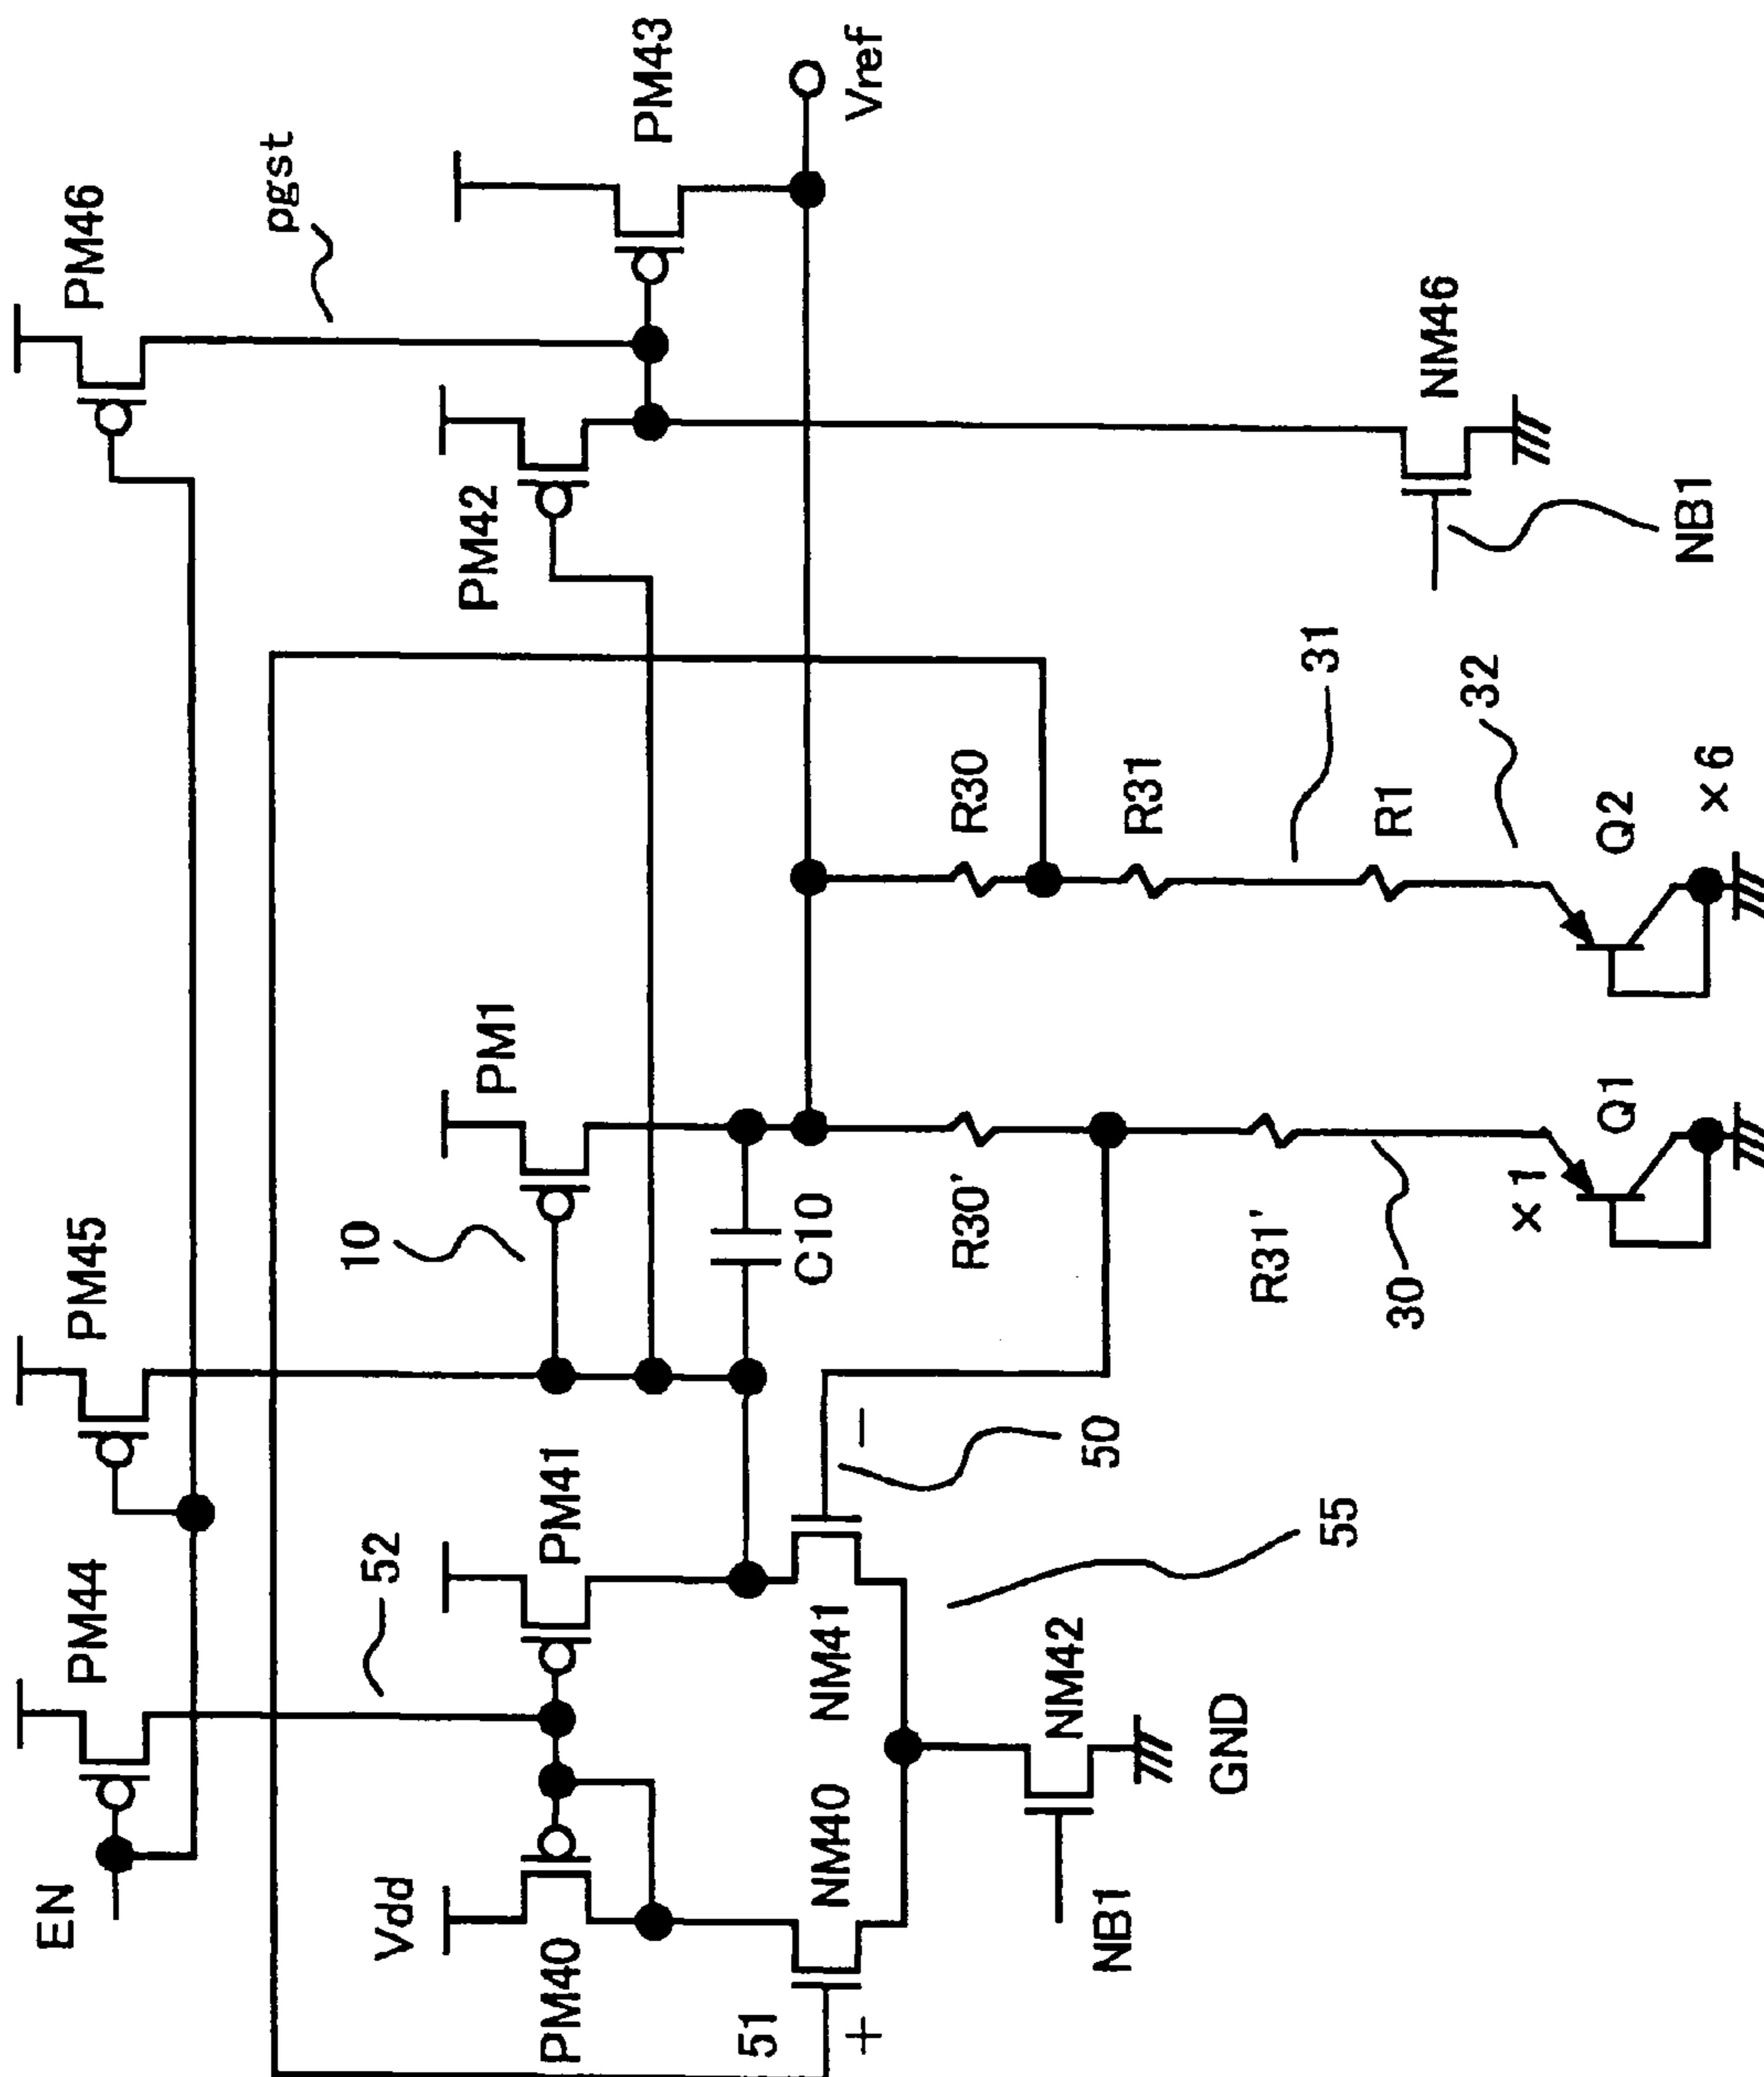 EN
PM44
PM45
PM46
52
pgst
Vdd
PM40
PM41
10
PM1
PM42
PM43
51
+
NM40
NM41
−
C10
Vref
50
R30'
R30
NB1
NM42
GND
55
R31'
R31
31
30
R1
32
NM46
NB1
×1
Q1
Q2
×6